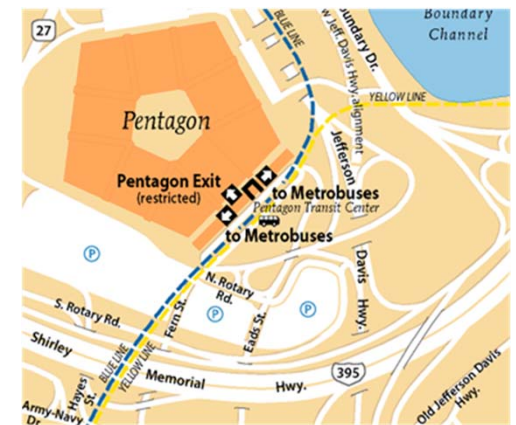 27
BLUE LINE
Boundary Dr.
w Jeff. Davis Hwy. alignment
Boundary
Channel
YELLOW LINE
Pentagon
Jefferson
Pentagon Exit
(restricted)
to Metrobuses
Pentagon Transit Center
to Metrobuses
P
N. Rotary
Rd.
Davis
Hwy.
S. Rotary Rd.
Fern St.
P
Eads St.
P
Shirley
Memorial
Hwy.
395
BLUE LINE
YELLOW LINE
Hayes
St.
Army-Navy
Dr.
Old Jefferson Davis
Hwy.